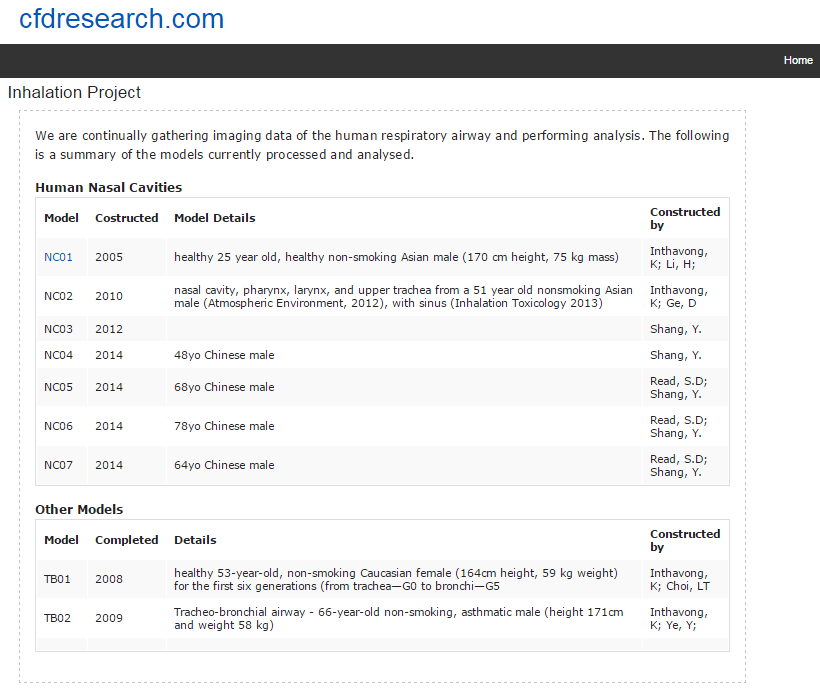 cfdresearch.com
Home
Inhalation Project
We are continually gathering imaging data of the human respiratory airway and performing analysis. The following
is a summary of the models currently processed and analysed.
Human Nasal Cavities
Model Costructed Model Details Constructed
by
NC01 2005 healthy 25 year old, healthy non-smoking Asian male (170 cm height, 75 kg mass) Inthavong,
K; Li, H;
NC02 2010 nasal cavity, pharynx, larynx, and upper trachea from a 51 year old nonsmoking Asian Inthavong,
male (Atmospheric Environment, 2012), with sinus (Inhalation Toxicology 2013) K; Ge, D
NC03 2012 Shang, Y.
NC04 2014 48yo Chinese male Shang, Y.
NC05 2014 68yo Chinese male Read, S.D;
Shang, Y.
NC06 2014 78yo Chinese male Read, S.D;
Shang, Y.
NC07 2014 64yo Chinese male Read, S.D;
Shang, Y.
Other Models
Model Completed Details Constructed
by
TB01 2008 healthy 53-year-old, non-smoking Caucasian female (164cm height, 59 kg weight) Inthavong,
for the first six generations (from trachea—G0 to bronchi—G5 K; Choi, LT
TB02 2009 Tracheo-bronchial airway - 66-year-old non-smoking, asthmatic male (height 171cm Inthavong,
and weight 58 kg) K; Ye, Y;